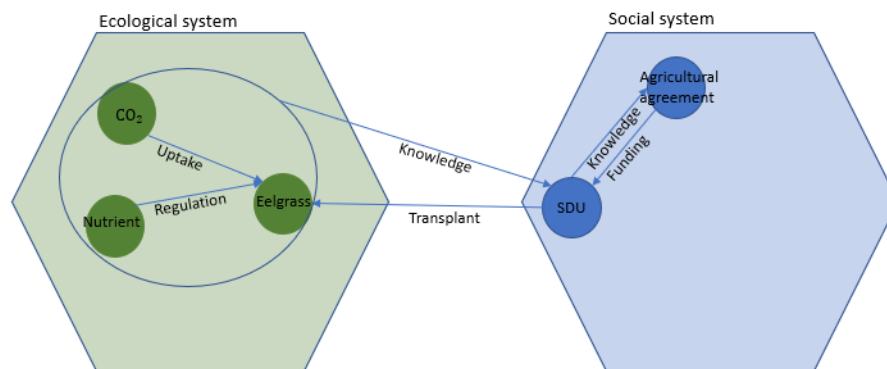 Ecological system
Social system
CO₂
Uptake
Regulation
Nutrient
Eelgrass
Knowledge
Transplant
Agricultural
agreement
Knowledge
Funding
SDU